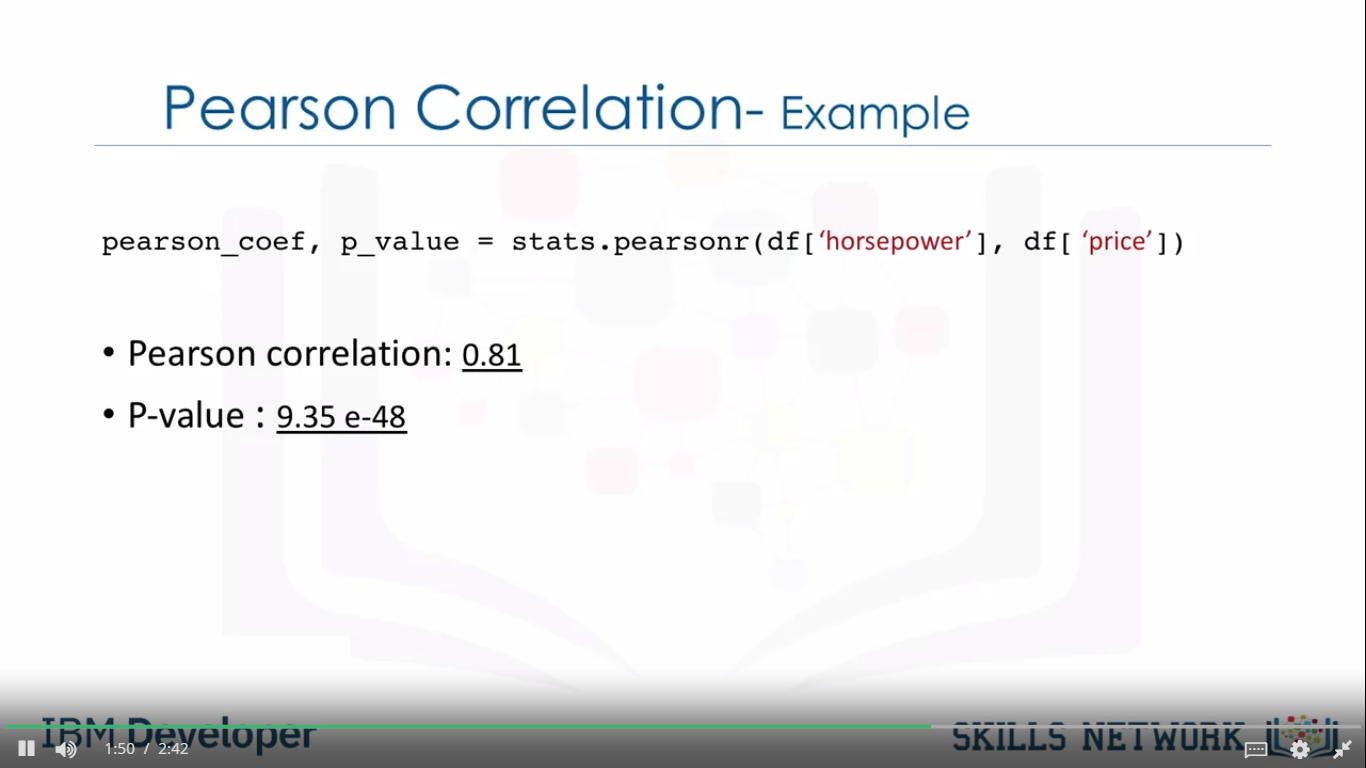 Pearson Correlation- Example
pearson_coef, p_value = stats.pearsonr(df[‘horsepower’], df[ ‘price’])
• Pearson correlation: 0.81
• P-value : 9.35 e-48
IBM Developer
SKILLS NETWORK
1:50 / 2:42